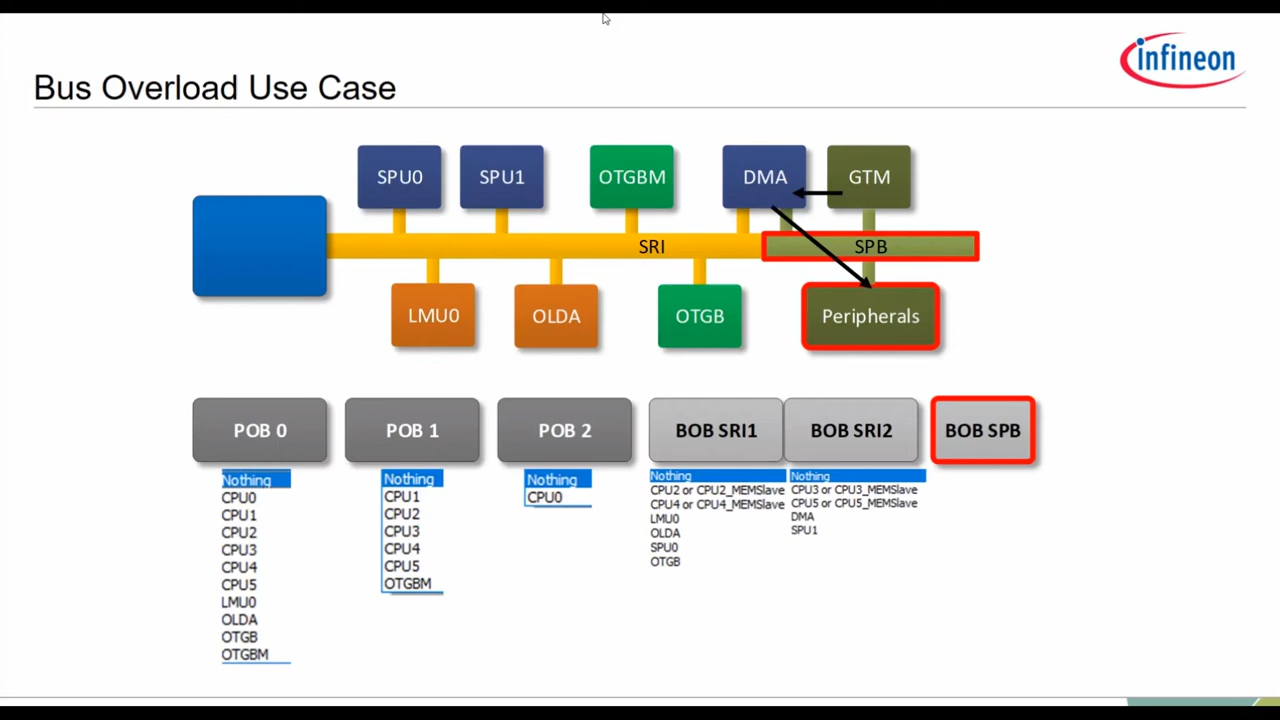 infineon
Bus Overload Use Case
SPU0
SPU1
OTGBM
DMA
GTM
SRI
SPB
LMU0
OLDA
OTGB
Peripherals
POB 0
POB 1
POB 2
BOB SRI1
BOB SRI2
BOB SPB
Nothing
CPU0
CPU1
CPU2
CPU3
CPU4
CPU5
LMU0
OLDA
OTGB
OTGBM
Nothing
CPU1
CPU2
CPU3
CPU4
CPU5
OTGBM
Nothing
CPU0
Nothing
CPU2 or CPU2_MEMSlave
CPU4 or CPU4_MEMSlave
LMU0
OLDA
SPU0
OTGB
Nothing
CPU3 or CPU3_MEMSlave
CPU5 or CPU5_MEMSlave
DMA
SPU1